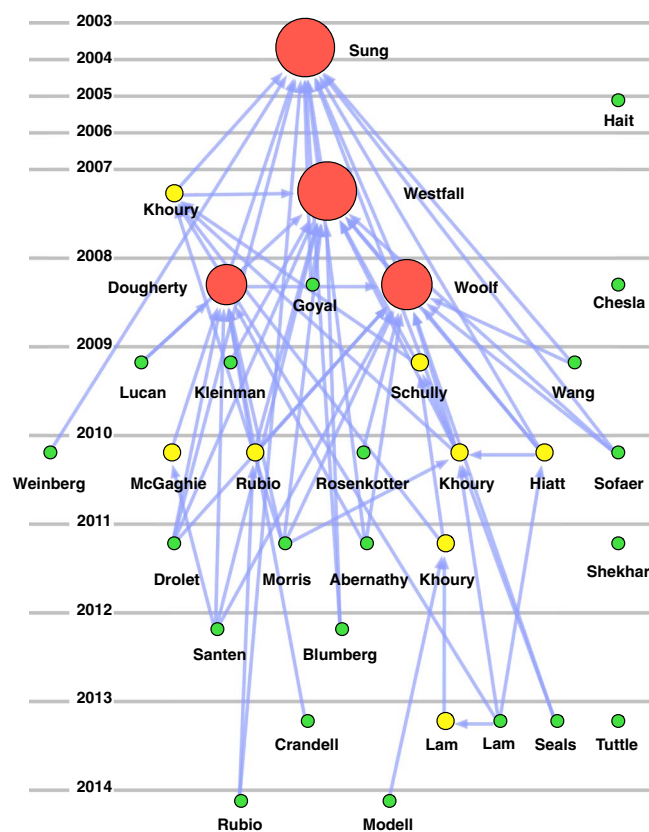 2003
Sung
2004
2005
Hait
2006
2007
Khoury
Westfall
2008
Dougherty
Goyal
Woolf
Chesla
2009
Lucan
Kleinman
Schully
Wang
2010
Weinberg
McGaghie
Rubio
Rosenkotter
Khoury
Hiatt
Sofaer
2011
Drolet
Morris
Abernathy
Khoury
Shekhar
2012
Santen
Blumberg
2013
Crandell
Lam
Lam
Seals
Tuttle
2014
Rubio
Modell